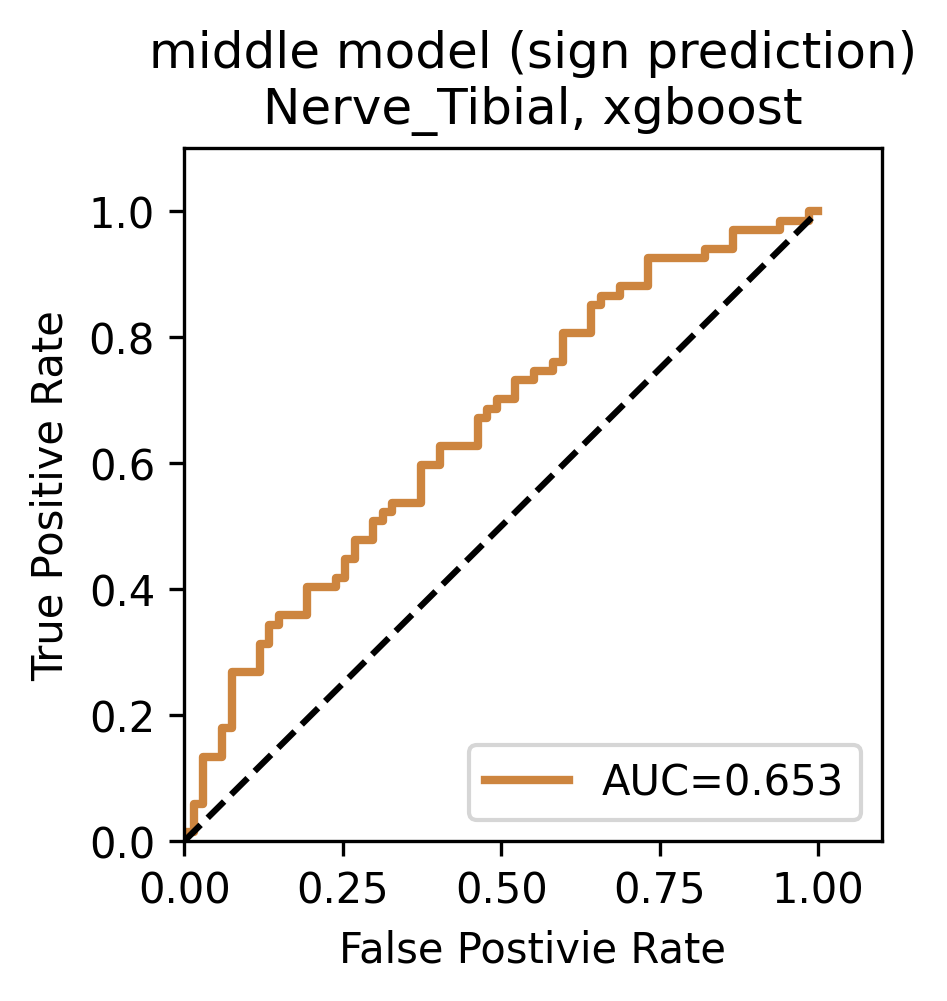 middle model (sign prediction)
Nerve_Tibial, xgboost
True Positive Rate
1.0
0.8
0.6
0.4
0.2
0.0
AUC=0.653
0.00 0.25 0.50 0.75 1.00
False Postivie Rate